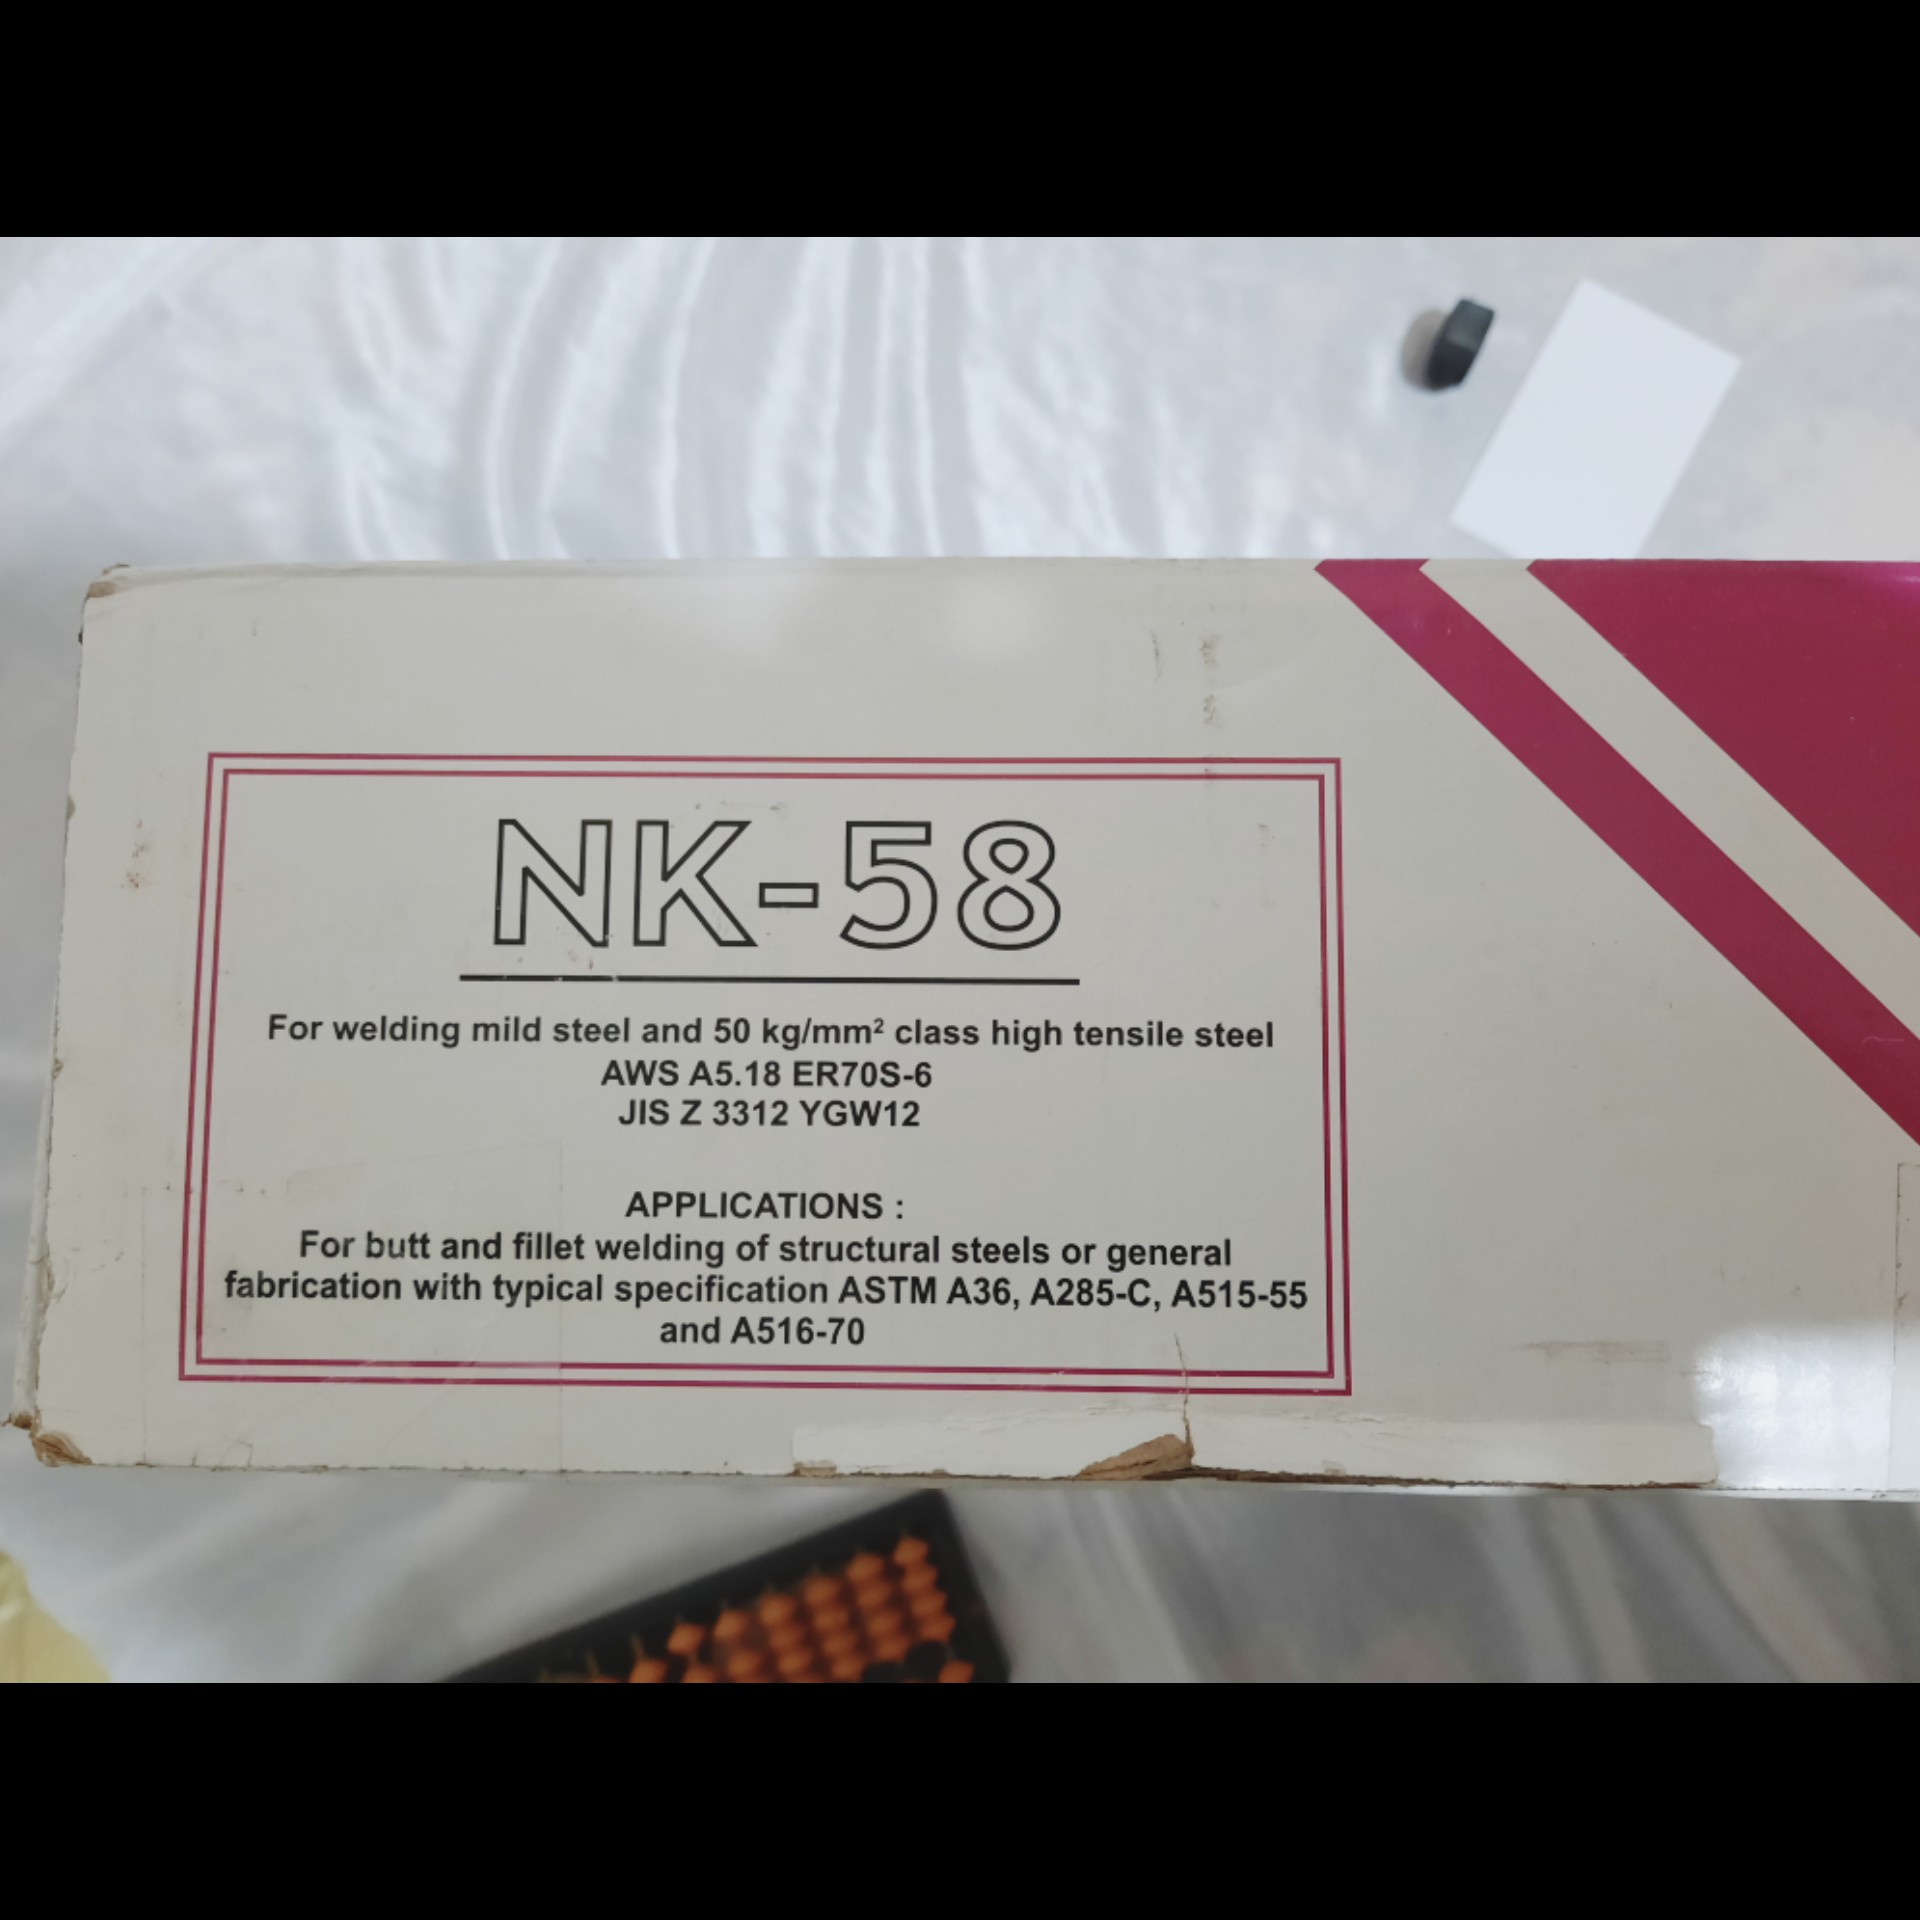 NK-58
For welding mild steel and 50 kg/mm² class high tensile steel
AWS A5.18 ER70S-6
JIS Z 3312 YGW12
APPLICATIONS :
For butt and fillet welding of structural steels or general
fabrication with typical specification ASTM A36, A285-C, A515-55
and A516-70